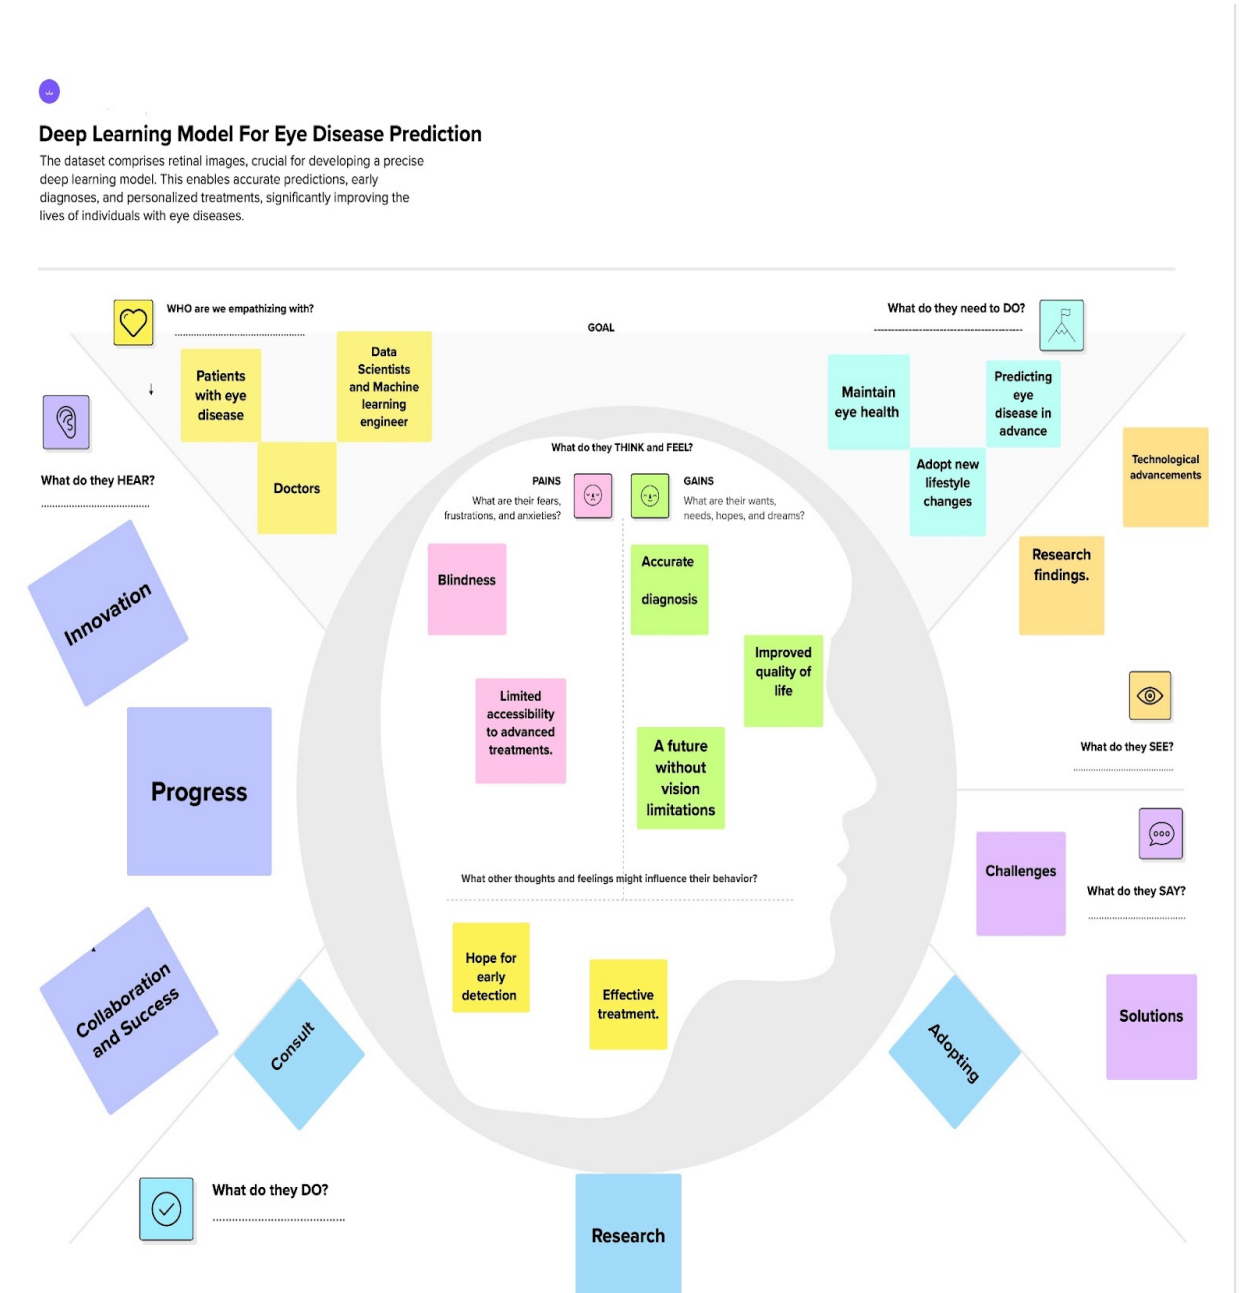 Deep Learning Model For Eye Disease Prediction
The dataset comprises retinal images, crucial for developing a precise
deep learning model. This enables accurate predictions, early
diagnoses, and personalized treatments, significantly improving the
lives of individuals with eye diseases.
WHO are we empathizing with?
Patients
with eye
disease
Data
Scientists
and Machine
learning
engineer
Doctors
GOAL
What do they need to DO?
Maintain
eye health
Predicting
eye
disease in
advance
Adopt new
lifestyle
changes
What do they HEAR?
Innovation
Progress
Collaboration
and Success
What do they THINK and FEEL?
PAINS
What are their fears,
frustrations, and anxieties?
GAINS
What are their wants,
needs, hopes, and dreams?
Blindness
Limited
accessibility
to advanced
treatments.
Accurate
diagnosis
Improved
quality of
life
A future
without
vision
limitations
What other thoughts and feelings might influence their behavior?
Hope for
early
detection
Effective
treatment.
Technological
advancements
Research
findings.
What do they SEE?
What do they SAY?
Challenges
Solutions
What do they DO?
Consult
Research
Adopting